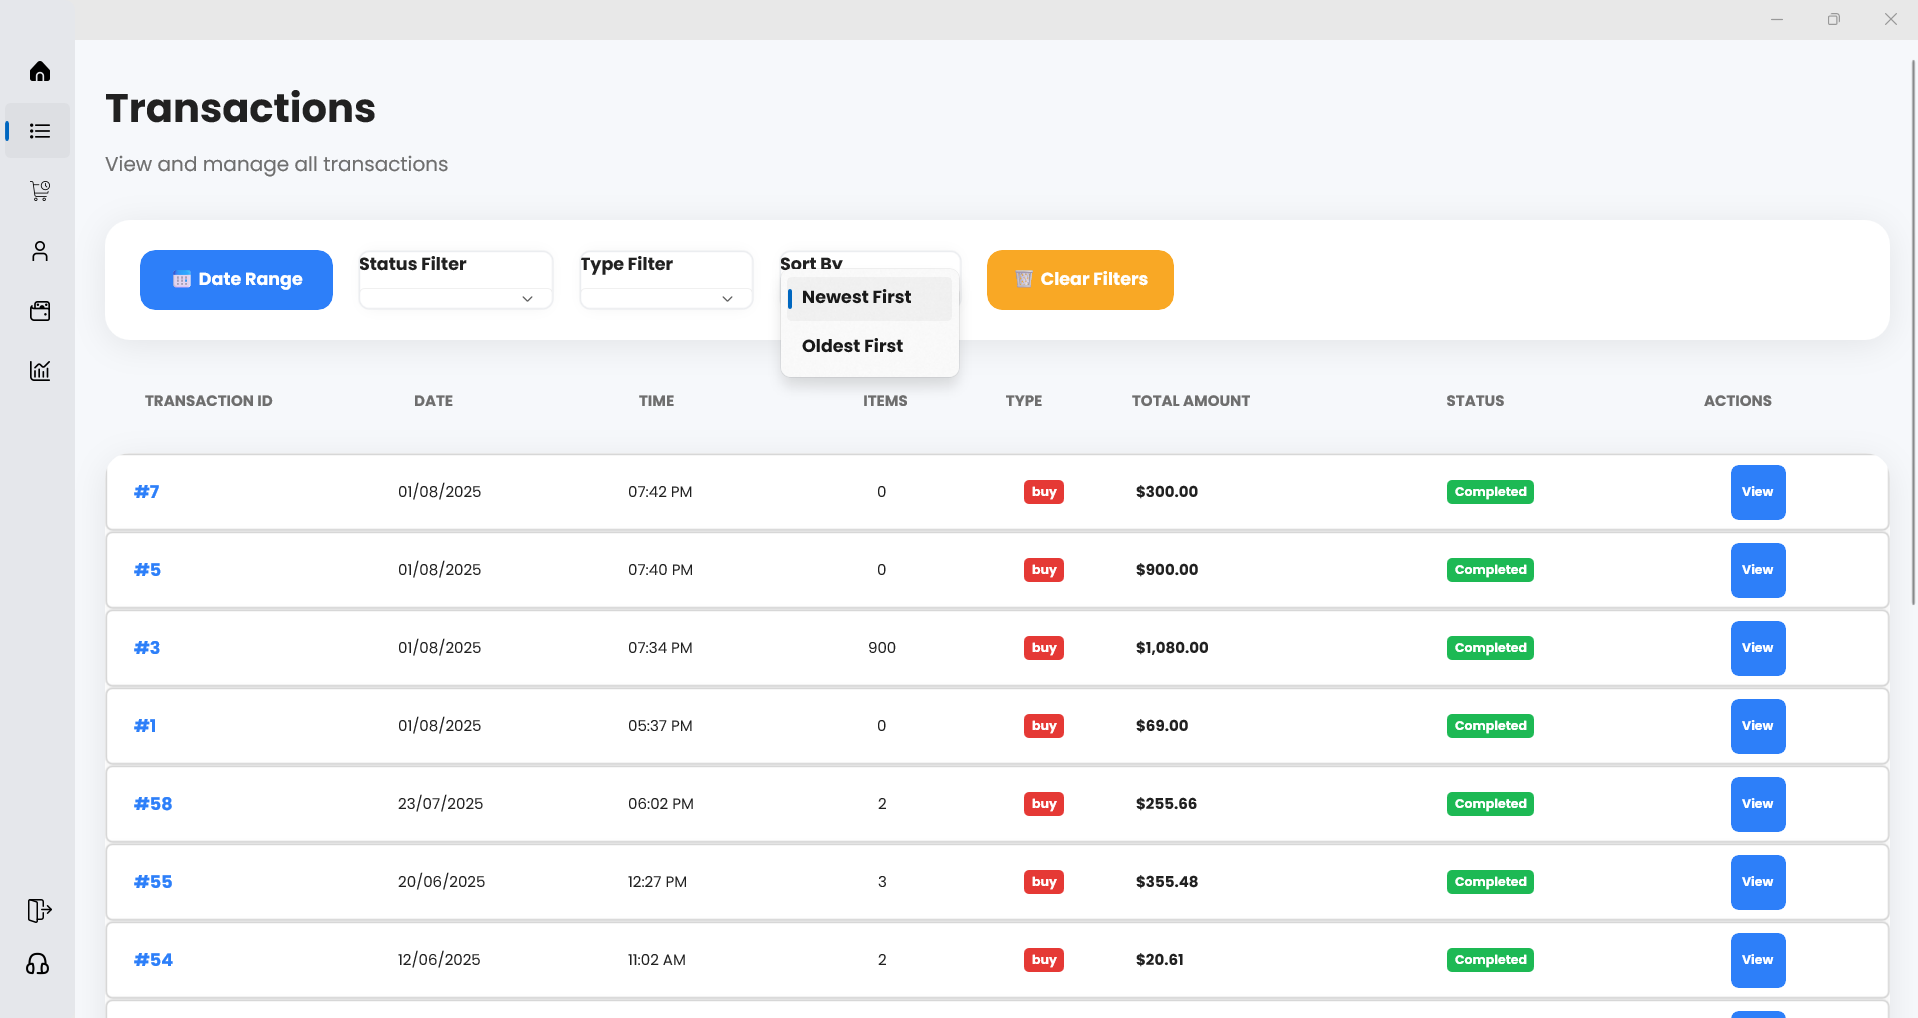 Transactions
View and manage all transactions
Date Range
Status Filter
Type Filter
Sort By
Clear Filters
Newest First
Oldest First
TRANSACTION ID DATE TIME ITEMS TYPE TOTAL AMOUNT STATUS ACTIONS
#7 01/08/2025 07:42 PM 0 buy $300.00 Completed View
#5 01/08/2025 07:40 PM 0 buy $900.00 Completed View
#3 01/08/2025 07:34 PM 900 buy $1,080.00 Completed View
#1 01/08/2025 05:37 PM 0 buy $69.00 Completed View
#58 23/07/2025 06:02 PM 2 buy $255.66 Completed View
#55 20/06/2025 12:27 PM 3 buy $355.48 Completed View
#54 12/06/2025 11:02 AM 2 buy $20.61 Completed View